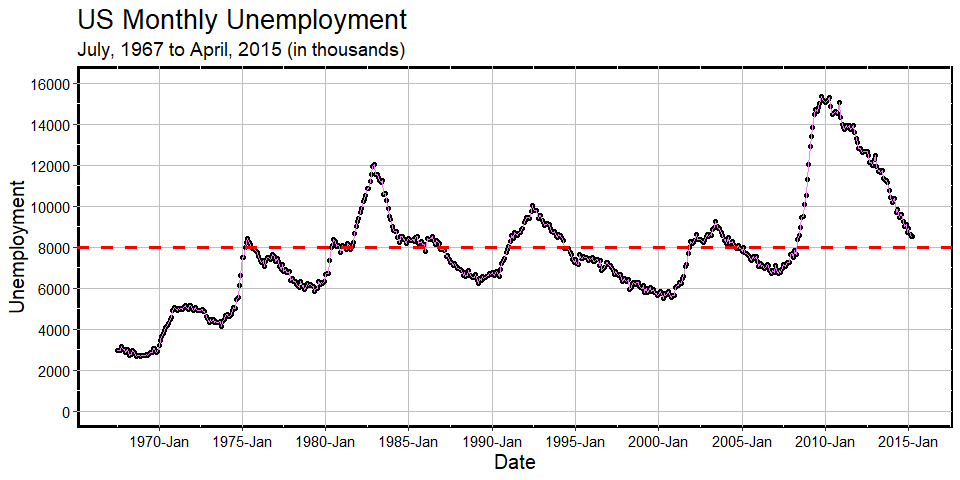 US Monthly Unemployment
July, 1967 to April, 2015 (in thousands)
Unemployment
16000
14000
12000
10000
8000
6000
4000
2000
0
1970-Jan 1975-Jan 1980-Jan 1985-Jan 1990-Jan 1995-Jan 2000-Jan 2005-Jan 2010-Jan 2015-Jan
Date